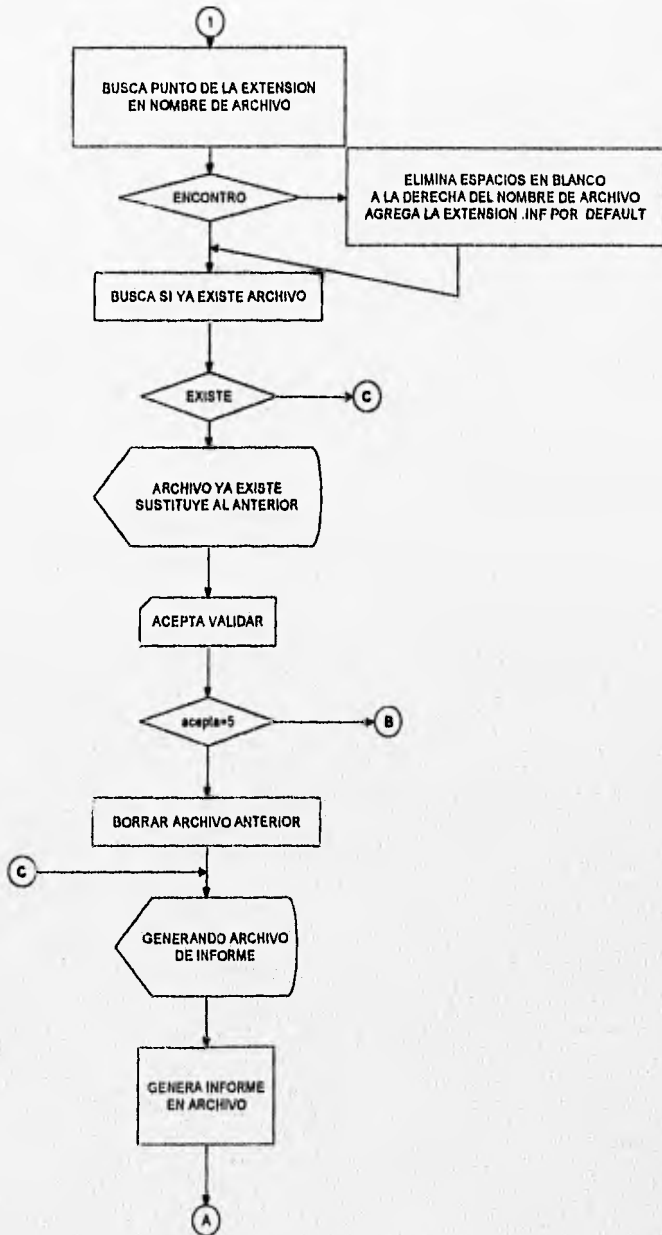 1
BUSCA PUNTO DE LA EXTENSION
EN NOMBRE DE ARCHIVO
ENCONTRO
ELIMINA ESPACIOS EN BLANCO
A LA DERECHA DEL NOMBRE DE ARCHIVO
AGREGA LA EXTENSION .INF POR DEFAULT
BUSCA SI YA EXISTE ARCHIVO
EXISTE
C
ARCHIVO YA EXISTE
SUSTITUYE AL ANTERIOR
ACEPTA VALIDAR
acepta=5
B
BORRAR ARCHIVO ANTERIOR
C
GENERANDO ARCHIVO
DE INFORME
GENERA INFORME
EN ARCHIVO
A